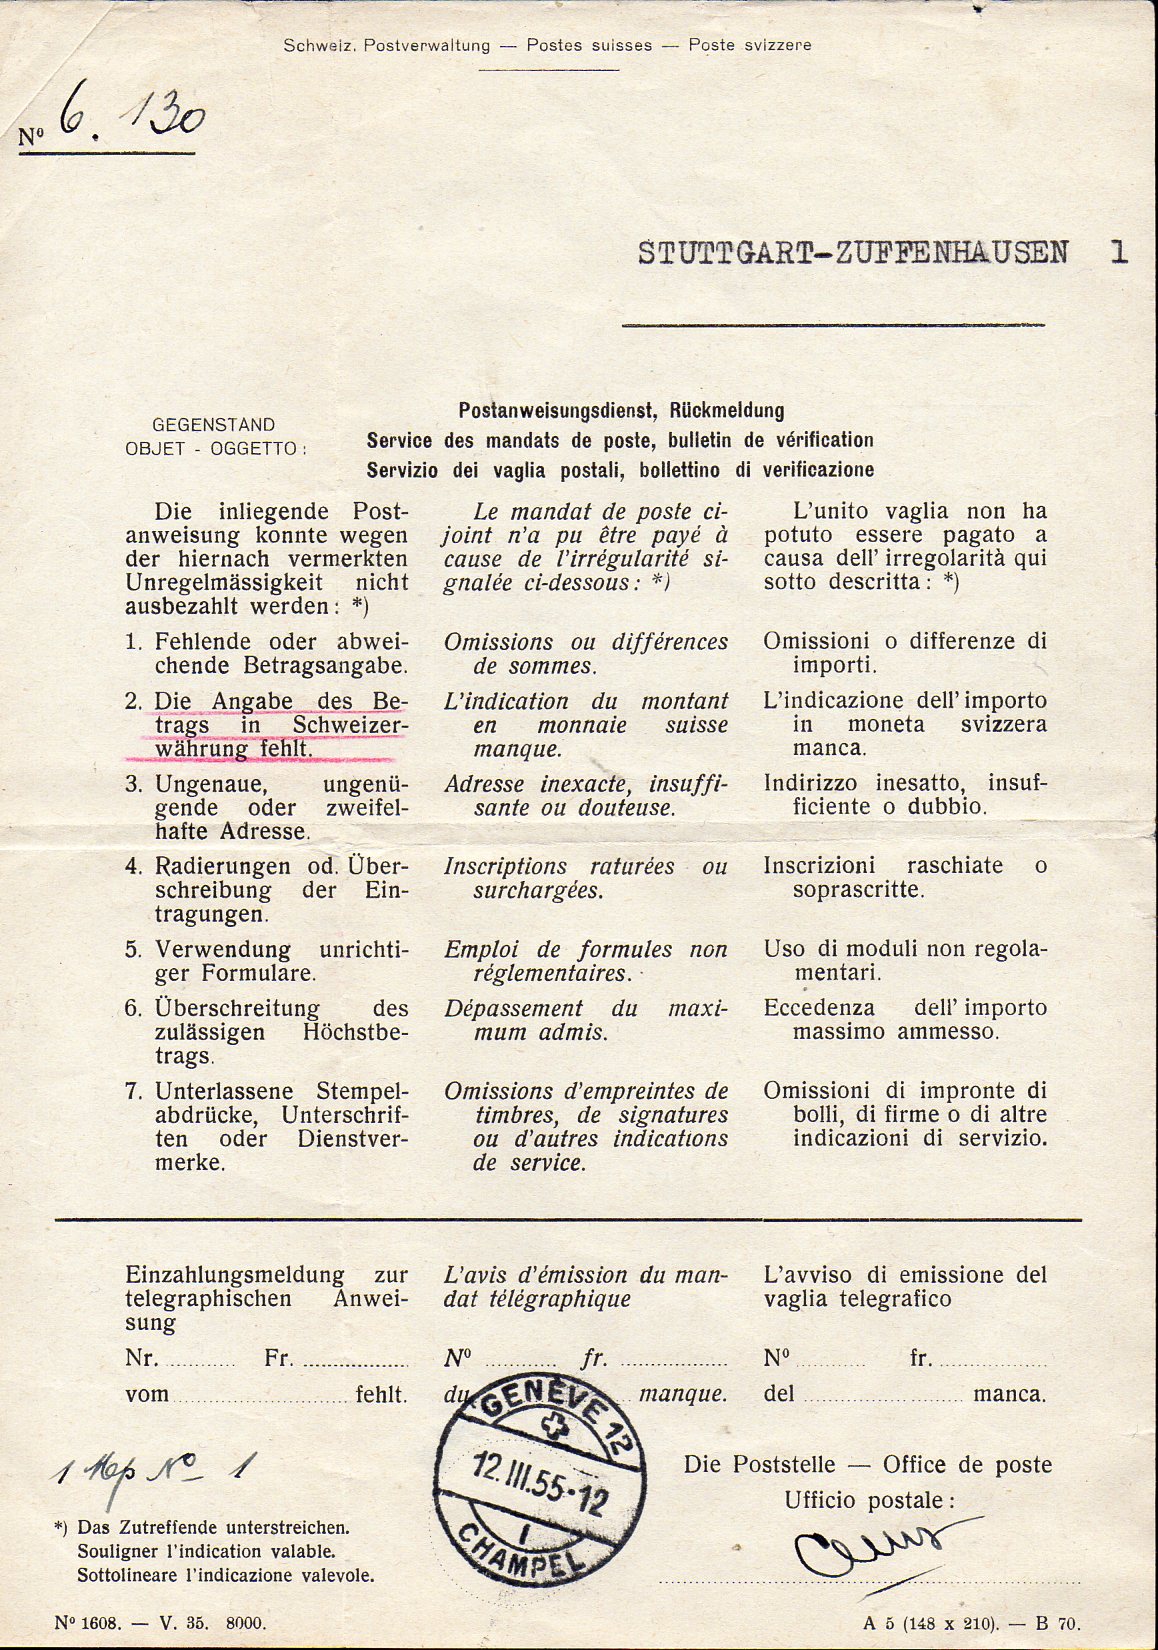 Schweiz. Postverwaltung — Postes suisses — Poste svizzere
Nº 6. 130
STUTTGART-ZUFFENHAUSEN 1
GEGENSTAND
OBJET - OGGETTO:
Postanweisungsdienst, Rückmeldung
Service des mandats de poste, bulletin de vérification
Servizio dei vaglia postali, bollettino di verificazione
Die inliegende Post-
anweisung konnte wegen
der hiernach vermerkten
Unregelmässigkeit nicht
ausbezahlt werden: *)
Le mandat de poste ci-
joint n'a pu être payé à
cause de l'irrégularité si-
gnalée ci-dessous: *)
L'unito vaglia non ha
potuto essere pagato a
causa dell' irregolarità qui
sotto descritta: *)
1. Fehlende oder abwei-
chende Betragsangabe.
Omissions ou différences
de sommes.
Omissioni o differenze di
importi.
2. Die Angabe des Be-
trags in Schweizer-
währung fehlt.
L'indication du montant
en monnaie suisse
manque.
L'indicazione dell' importo
in moneta svizzera
manca.
3. Ungenaue, ungenü-
gende oder zweifel-
hafte Adresse.
Adresse inexacte, insuffi-
sante ou douteuse.
Indirizzo inesatto, insuf-
ficiente o dubbio.
4. Radierungen od. Über-
schreibung der Ein-
tragungen.
Inscriptions raturées ou
surchargées.
Inscrizioni raschiate o
soprascritte.
5. Verwendung unrichti-
ger Formulare.
Emploi de formules non
réglementaires.
Uso di moduli non regola-
mentari.
6. Überschreitung des
zulässigen Höchstbe-
trags.
Dépassement du maxi-
mum admis.
Eccedenza dell' importo
massimo ammesso.
7. Unterlassene Stempel-
abdrücke, Unterschrif-
ten oder Dienstver-
merke.
Omissions d'empreintes de
timbres, de signatures
ou d'autres indications
de service.
Omissioni di impronte di
bolli, di firme o di altre
indicazioni di servizio.
Einzahlungsmeldung zur
telegraphischen Anwei-
sung
Nr. Fr.
vom fehlt.
L'avis d'émission du man-
dat télégraphique
Nº fr.
du manque.
L'avviso di emissione del
vaglia telegrafico
Nº fr.
del manca.
GENÈVE 12
12.III.55-12
1
CHAMPEL
1 Mp Nº 1
Die Poststelle — Office de poste
Ufficio postale:
*) Das Zutreffende unterstreichen.
Souligner l'indication valable.
Sottolineare l'indicazione valevole.
Nº 1608. — V. 35. 8000.
A 5 (148 x 210). — B 70.